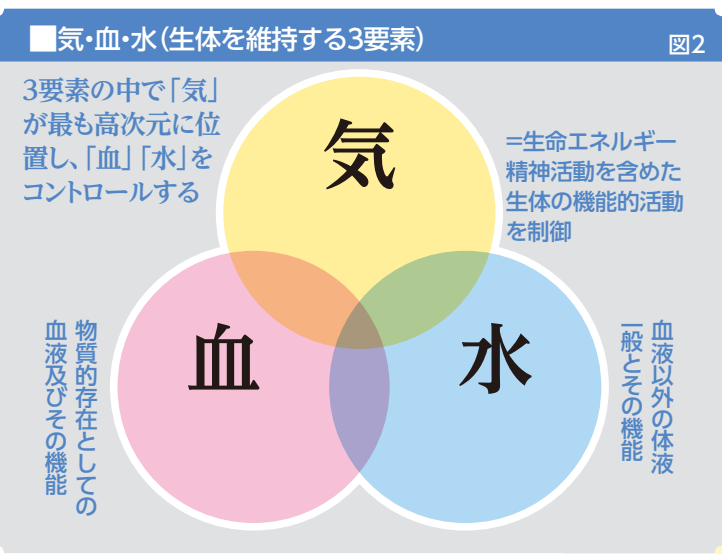 ■気・血・水(生体を維持する3要素)
図2
3要素の中で「気」
が最も高次元に位
置し、「血」「水」を
コントロールする
気
=生命エネルギー
精神活動を含めた
生体の機能的活動
を制御
血
水
物質的存在としての
血液及びその機能
血液以外の体液
一般とその機能